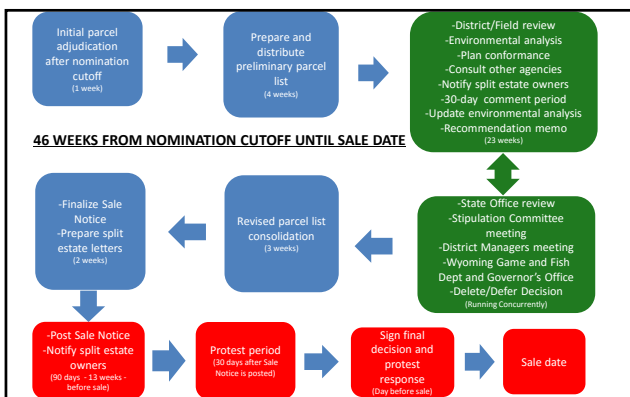 Initial parcel
adjudication
after nomination
cutoff
(1 week)
Prepare and
distribute
preliminary parcel
list
(4 weeks)
-District/Field review
-Environmental analysis
-Plan conformance
-Consult other agencies
-Notify split estate owners
-30-day comment period
-Update environmental analysis
-Recommendation memo
(23 weeks)
46 WEEKS FROM NOMINATION CUTOFF UNTIL SALE DATE
-Finalize Sale
Notice
-Prepare split
estate letters
(2 weeks)
Revised parcel list
consolidation
(3 weeks)
-State Office review
-Stipulation Committee
meeting
-District Managers meeting
-Wyoming Game and Fish
Dept and Governor's Office
-Delete/Defer Decision
(Running Concurrently)
-Post Sale Notice
-Notify split estate
owners
(90 days - 13 weeks -
before sale)
Protest period
(30 days after Sale
Notice is posted)
Sign final
decision and
protest
response
(Day before sale)
Sale date